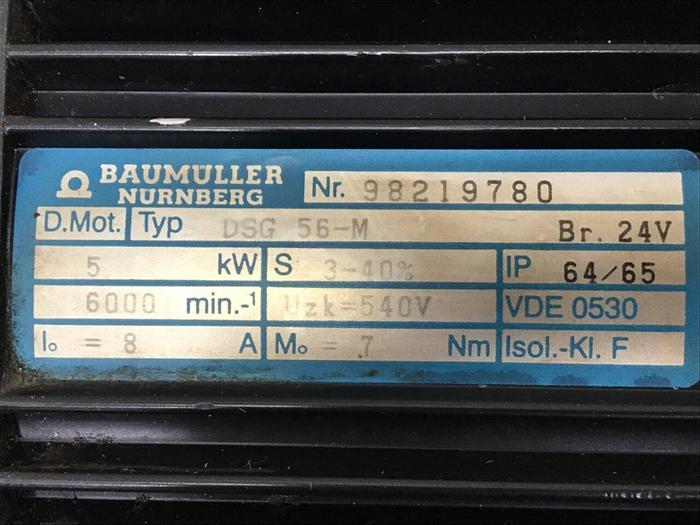 BAUMÜLLER
NÜRNBERG
Nr. 98219780
D.Mot. Typ DSG 56-M Br. 24V
5 kW S 3-40% IP 64/65
6000 min.-¹ Uzk=540V VDE 0530
I₀ = 8 A M₀ = 7 Nm Isol.-Kl. F